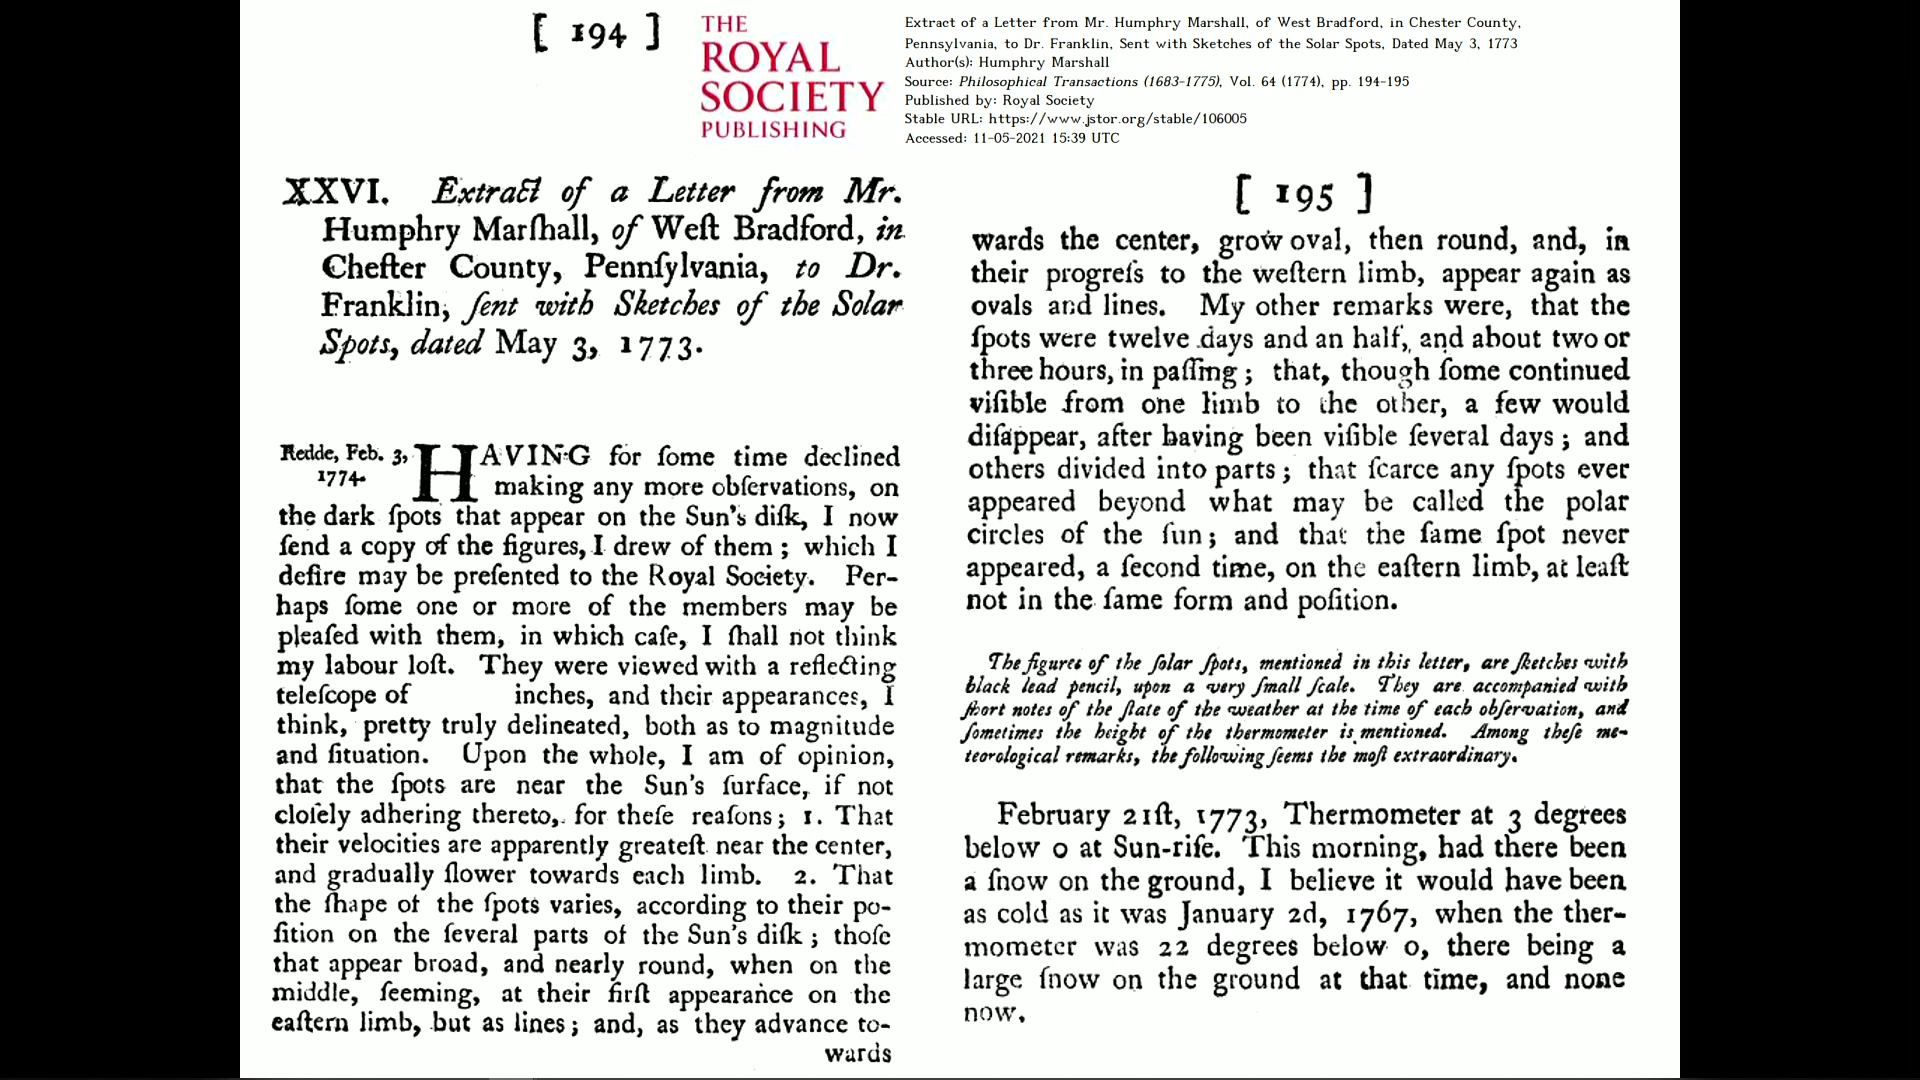 [ 194 ]
THE
ROYAL
SOCIETY
PUBLISHING
Extract of a Letter from Mr. Humphry Marshall, of West Bradford, in Chester County,
Pennsylvania, to Dr. Franklin, Sent with Sketches of the Solar Spots, Dated May 3, 1773
Author(s): Humphry Marshall
Source: Philosophical Transactions (1683-1775), Vol. 64 (1774), pp. 194-195
Published by: Royal Society
Stable URL: https://www.jstor.org/stable/106005
Accessed: 11-05-2021 15:39 UTC
XXVI. Extract of a Letter from Mr.
Humphry Marſhall, of Weſt Bradford, in
Cheſter County, Pennſylvania, to Dr.
Franklin, ſent with Sketches of the Solar
Spots, dated May 3, 1773.
Redde, Feb. 3, 1774. HAVING for ſome time declined
making any more obſervations, on
the dark ſpots that appear on the Sun's diſk, I now
ſend a copy of the figures, I drew of them; which I
deſire may be preſented to the Royal Society. Per-
haps ſome one or more of the members may be
pleaſed with them, in which caſe, I ſhall not think
my labour loſt. They were viewed with a reflecting
teleſcope of inches, and their appearances, I
think, pretty truly delineated, both as to magnitude
and ſituation. Upon the whole, I am of opinion,
that the ſpots are near the Sun's ſurface, if not
cloſely adhering thereto, for theſe reaſons; 1. That
their velocities are apparently greateſt near the center,
and gradually ſlower towards each limb. 2. That
the ſhape of the ſpots varies, according to their po-
ſition on the ſeveral parts of the Sun's diſk; thoſe
that appear broad, and nearly round, when on the
middle, ſeeming, at their firſt appearance on the
eaſtern limb, but as lines; and, as they advance to-
wards
[ 195 ]
wards the center, grow oval, then round, and, in
their progreſs to the weſtern limb, appear again as
ovals and lines. My other remarks were, that the
ſpots were twelve days and an half, and about two or
three hours, in paſſing; that, though ſome continued
viſible from one limb to the other, a few would
diſappear, after having been viſible ſeveral days; and
others divided into parts; that ſcarce any ſpots ever
appeared beyond what may be called the polar
circles of the ſun; and that the ſame ſpot never
appeared, a ſecond time, on the eaſtern limb, at leaſt
not in the ſame form and poſition.
The figures of the ſolar ſpots, mentioned in this letter, are ſketches with
black lead pencil, upon a very ſmall ſcale. They are accompanied with
ſhort notes of the ſtate of the weather at the time of each obſervation, and
ſometimes the height of the thermometer is mentioned. Among theſe me-
teorological remarks, the following ſeems the moſt extraordinary.
February 21ſt, 1773, Thermometer at 3 degrees
below 0 at Sun-riſe. This morning, had there been
a ſnow on the ground, I believe it would have been
as cold as it was January 2d, 1767, when the ther-
mometer was 22 degrees below 0, there being a
large ſnow on the ground at that time, and none
now.